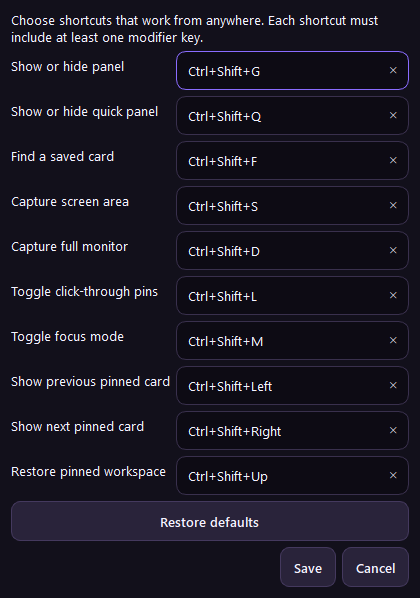 Choose shortcuts that work from anywhere. Each shortcut must
include at least one modifier key.
Show or hide panel Ctrl+Shift+G ×
Show or hide quick panel Ctrl+Shift+Q ×
Find a saved card Ctrl+Shift+F ×
Capture screen area Ctrl+Shift+S ×
Capture full monitor Ctrl+Shift+D ×
Toggle click-through pins Ctrl+Shift+L ×
Toggle focus mode Ctrl+Shift+M ×
Show previous pinned card Ctrl+Shift+Left ×
Show next pinned card Ctrl+Shift+Right ×
Restore pinned workspace Ctrl+Shift+Up ×
Restore defaults
Save Cancel